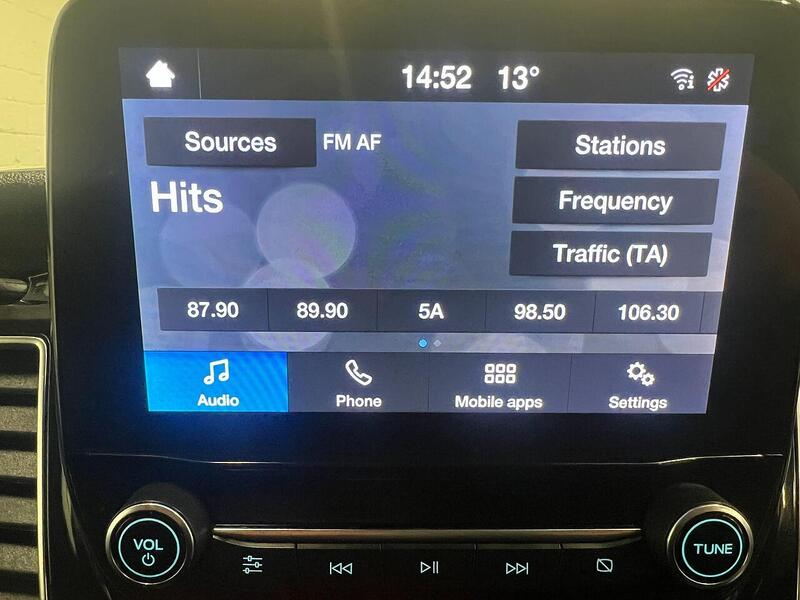 14:52 13°
Sources FM AF Stations
Hits Frequency
Traffic (TA)
87.90 89.90 5A 98.50 106.30
Audio Phone Mobile apps Settings
VOL TUNE